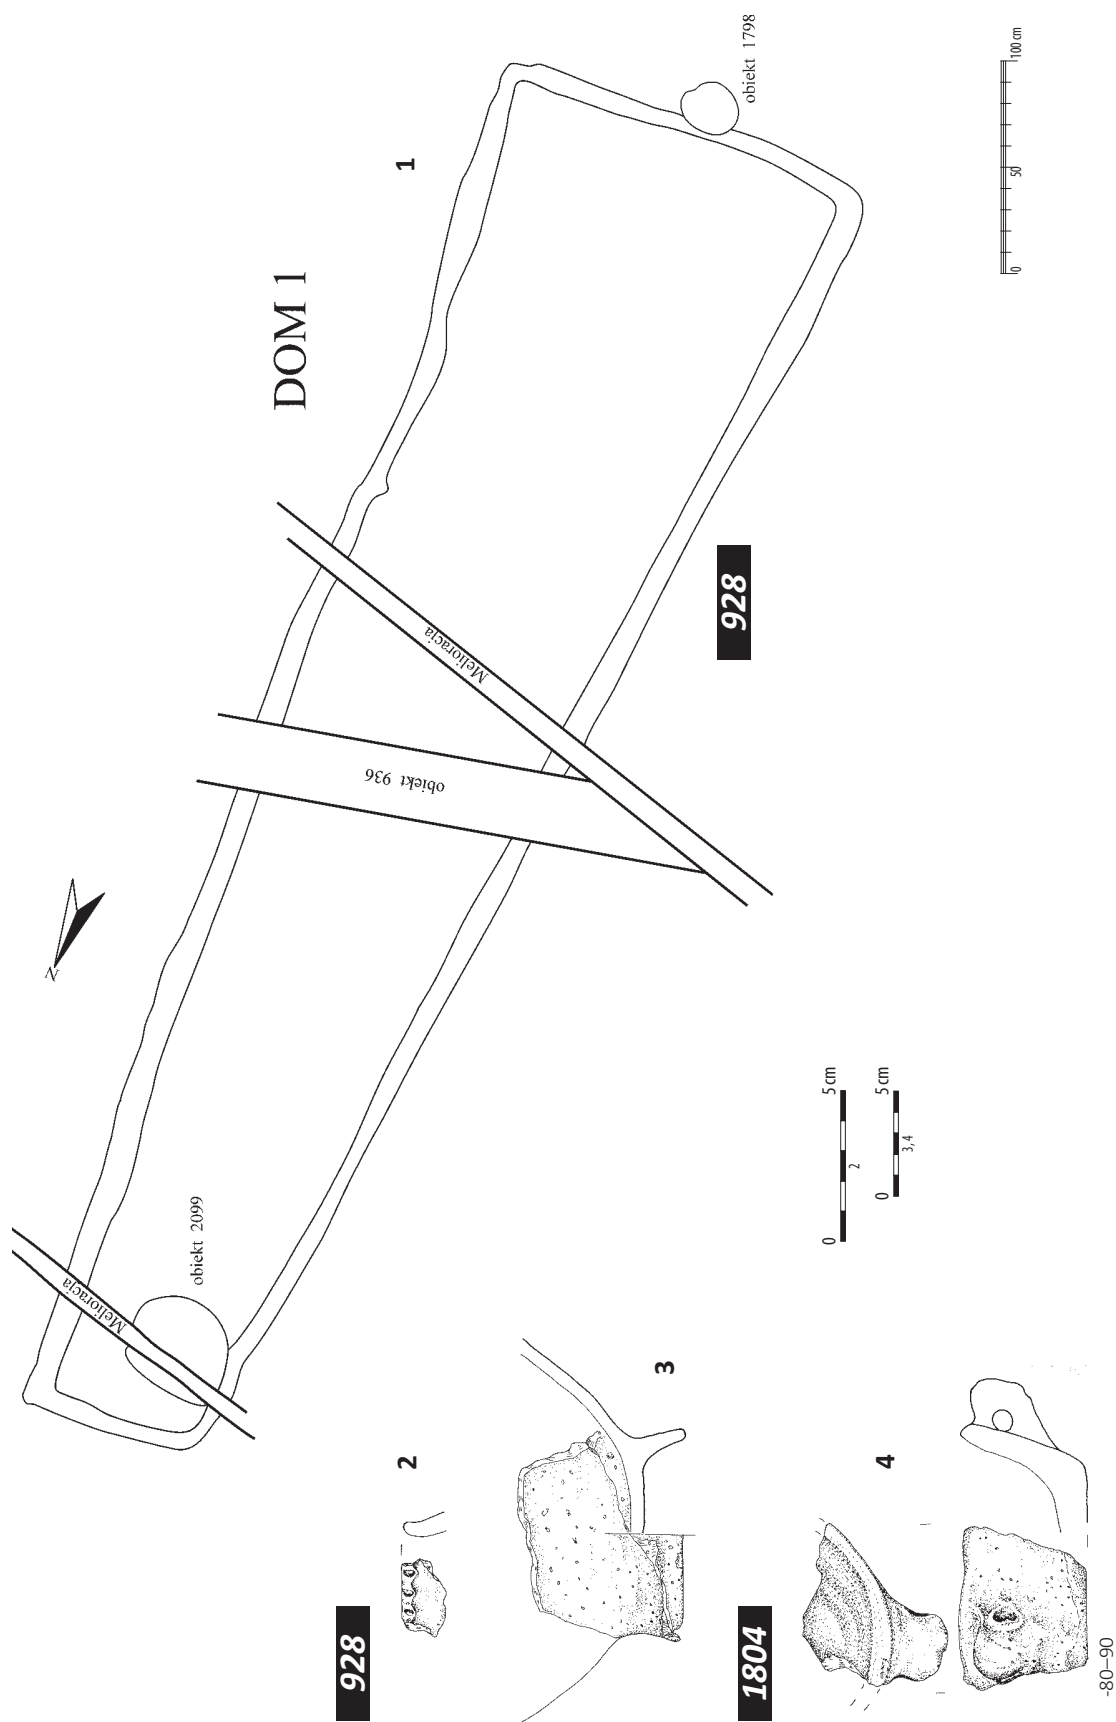 DOM 1
1
obiekt 1798
0 50 100 cm
Melioracja
928
obiekt 936
N
obiekt 2099
Melioracja
0 5 cm
2
0 5 cm
3, 4
928
2
3
1804
4
-80–90